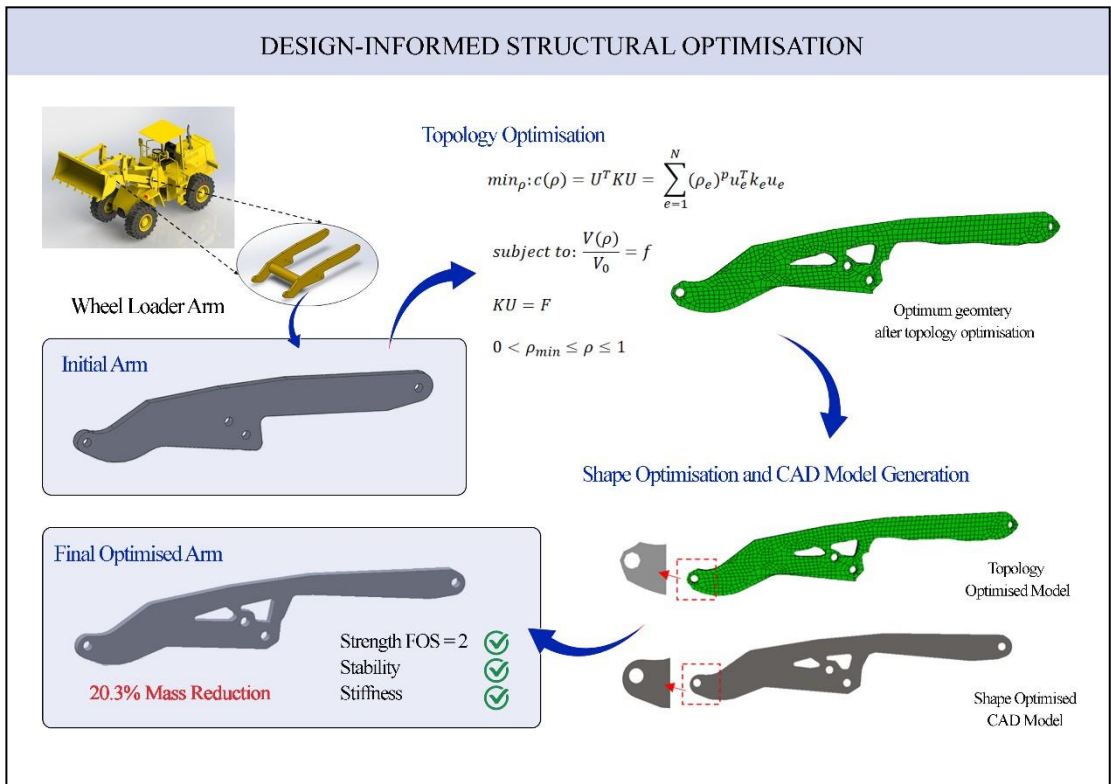 DESIGN-INFORMED STRUCTURAL OPTIMISATION
Wheel Loader Arm
Initial Arm
Topology Optimisation
min_ρ: c(ρ) = U^T KU = ∑_{e=1}^{N} (ρ_e)^p u_e^T k_e u_e
subject to: V(ρ)/V_0 = f
KU = F
0 < ρ_min ≤ ρ ≤ 1
Optimum geomtery
after topology optimisation
Shape Optimisation and CAD Model Generation
Topology
Optimised Model
Shape Optimised
CAD Model
Final Optimised Arm
Strength FOS = 2
Stability
Stiffness
20.3% Mass Reduction